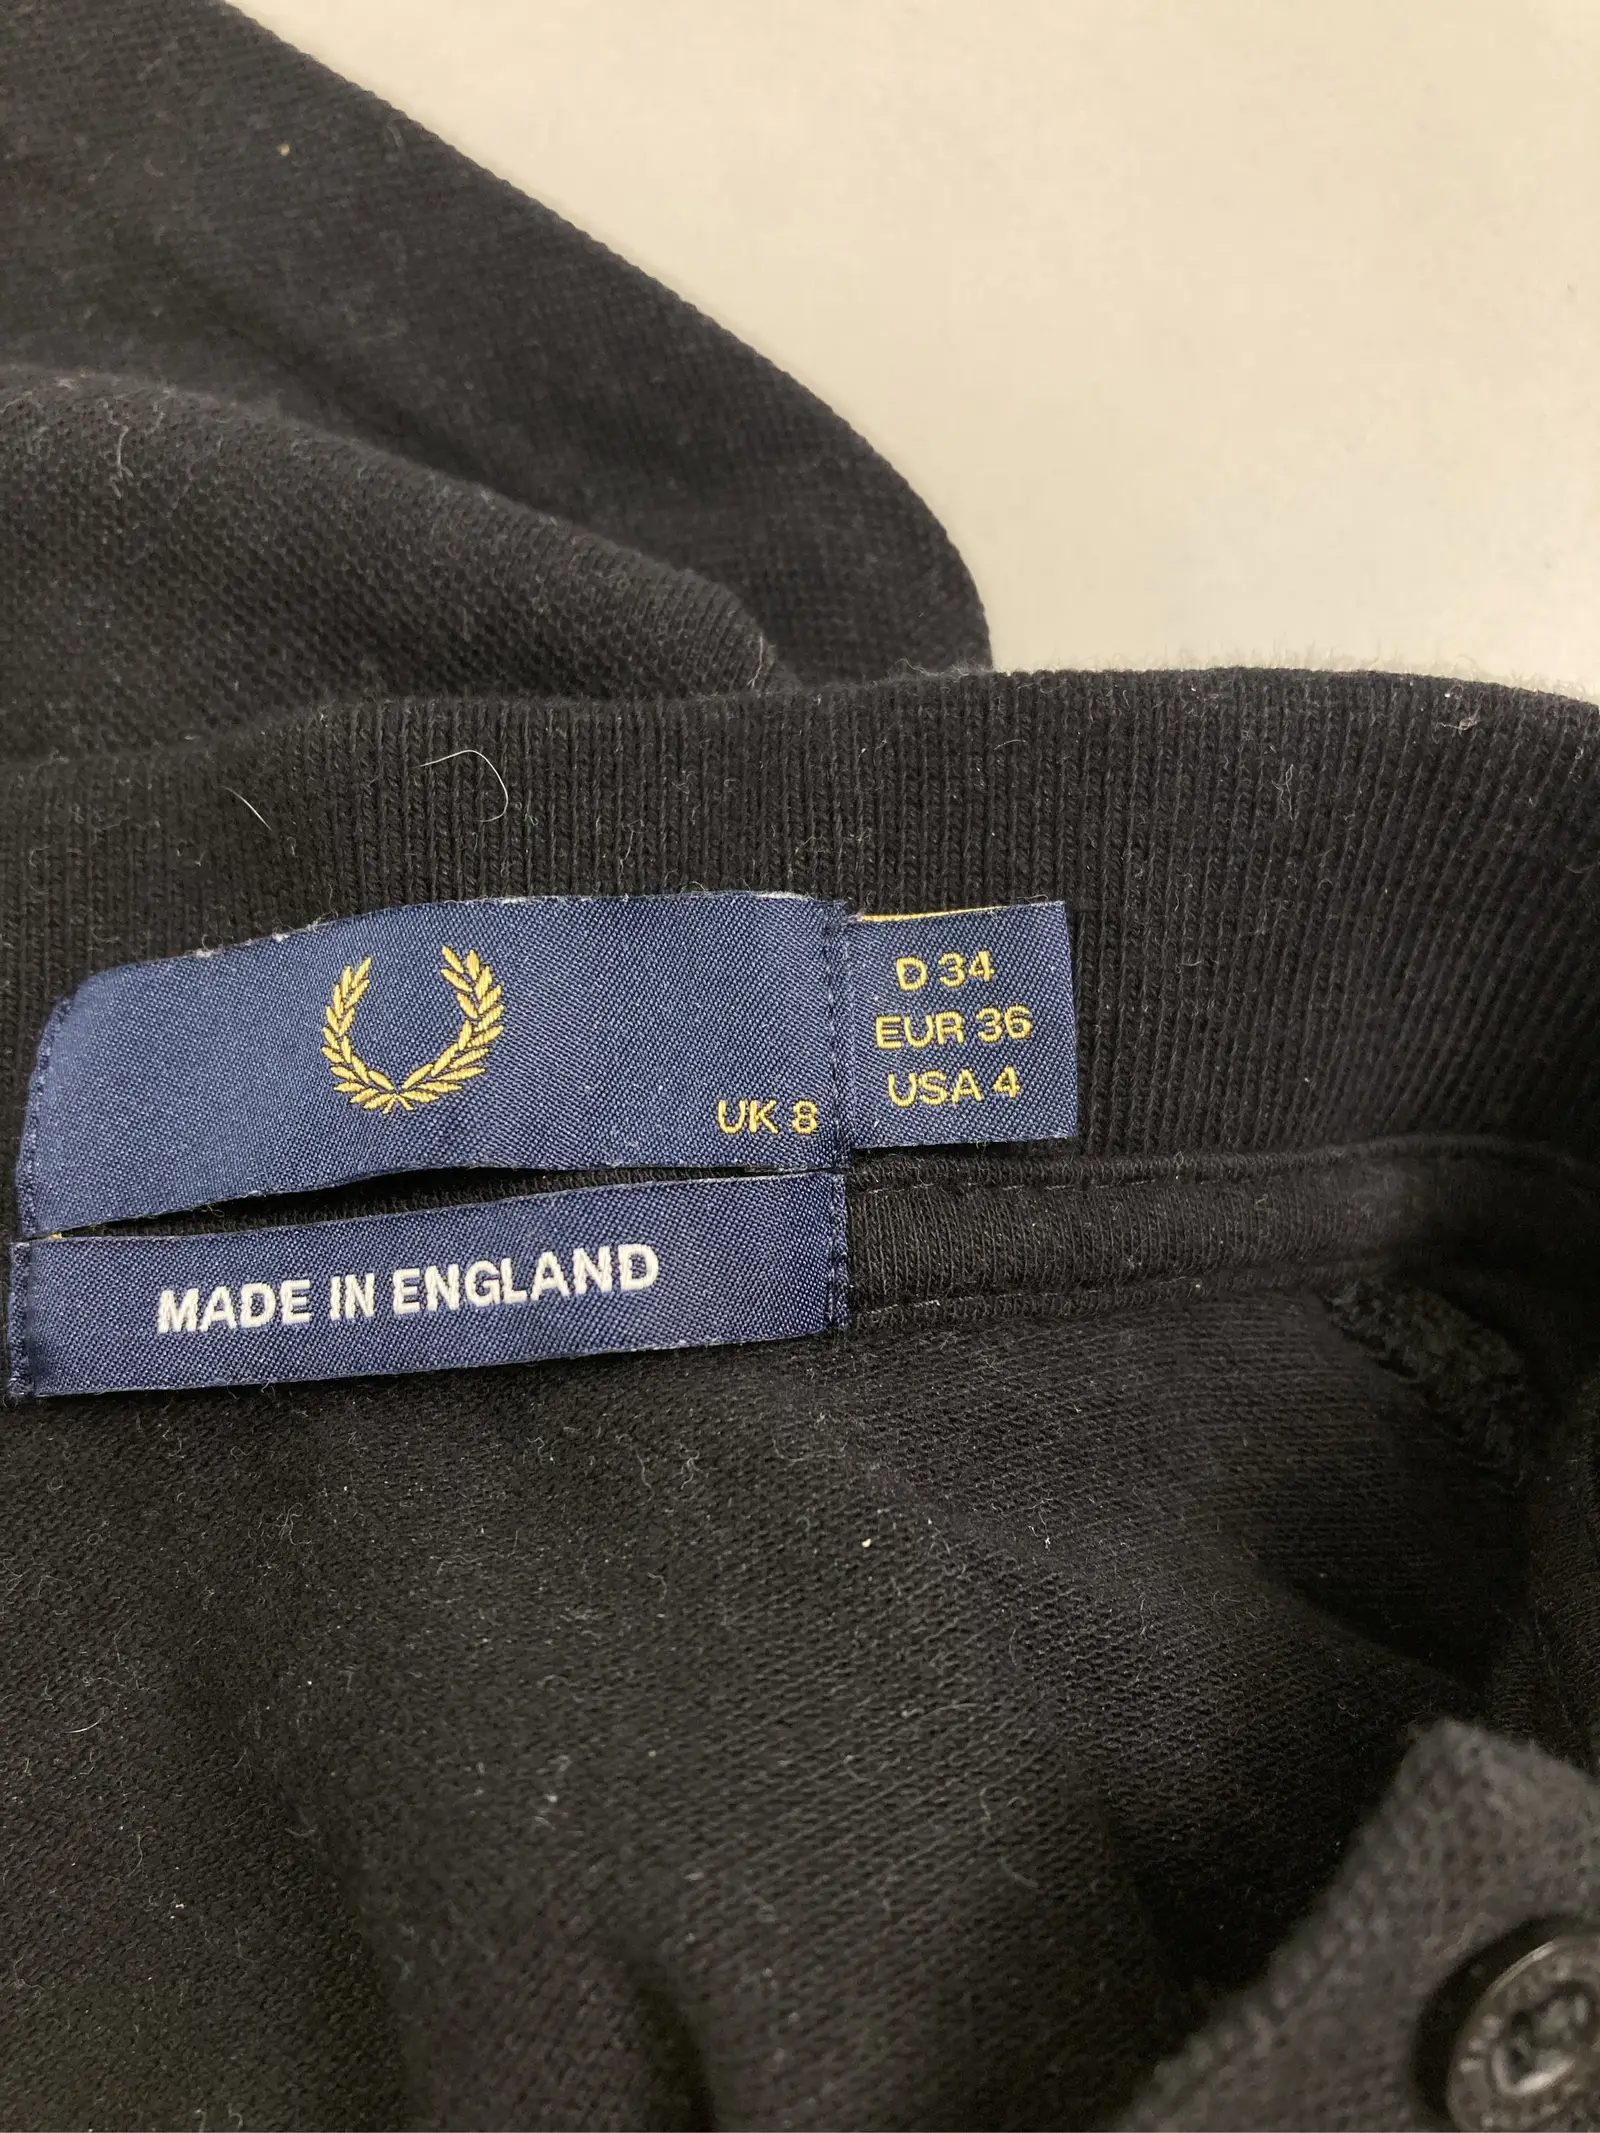 UK 8
D 34
EUR 36
USA 4
MADE IN ENGLAND